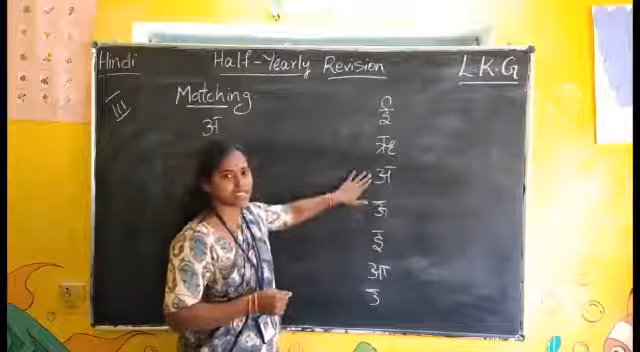 Hindi
Half-Yearly Revision
L.K.G
III
Matching
अ
ई
ऋ
अ
ऊ
इ
आ
उ